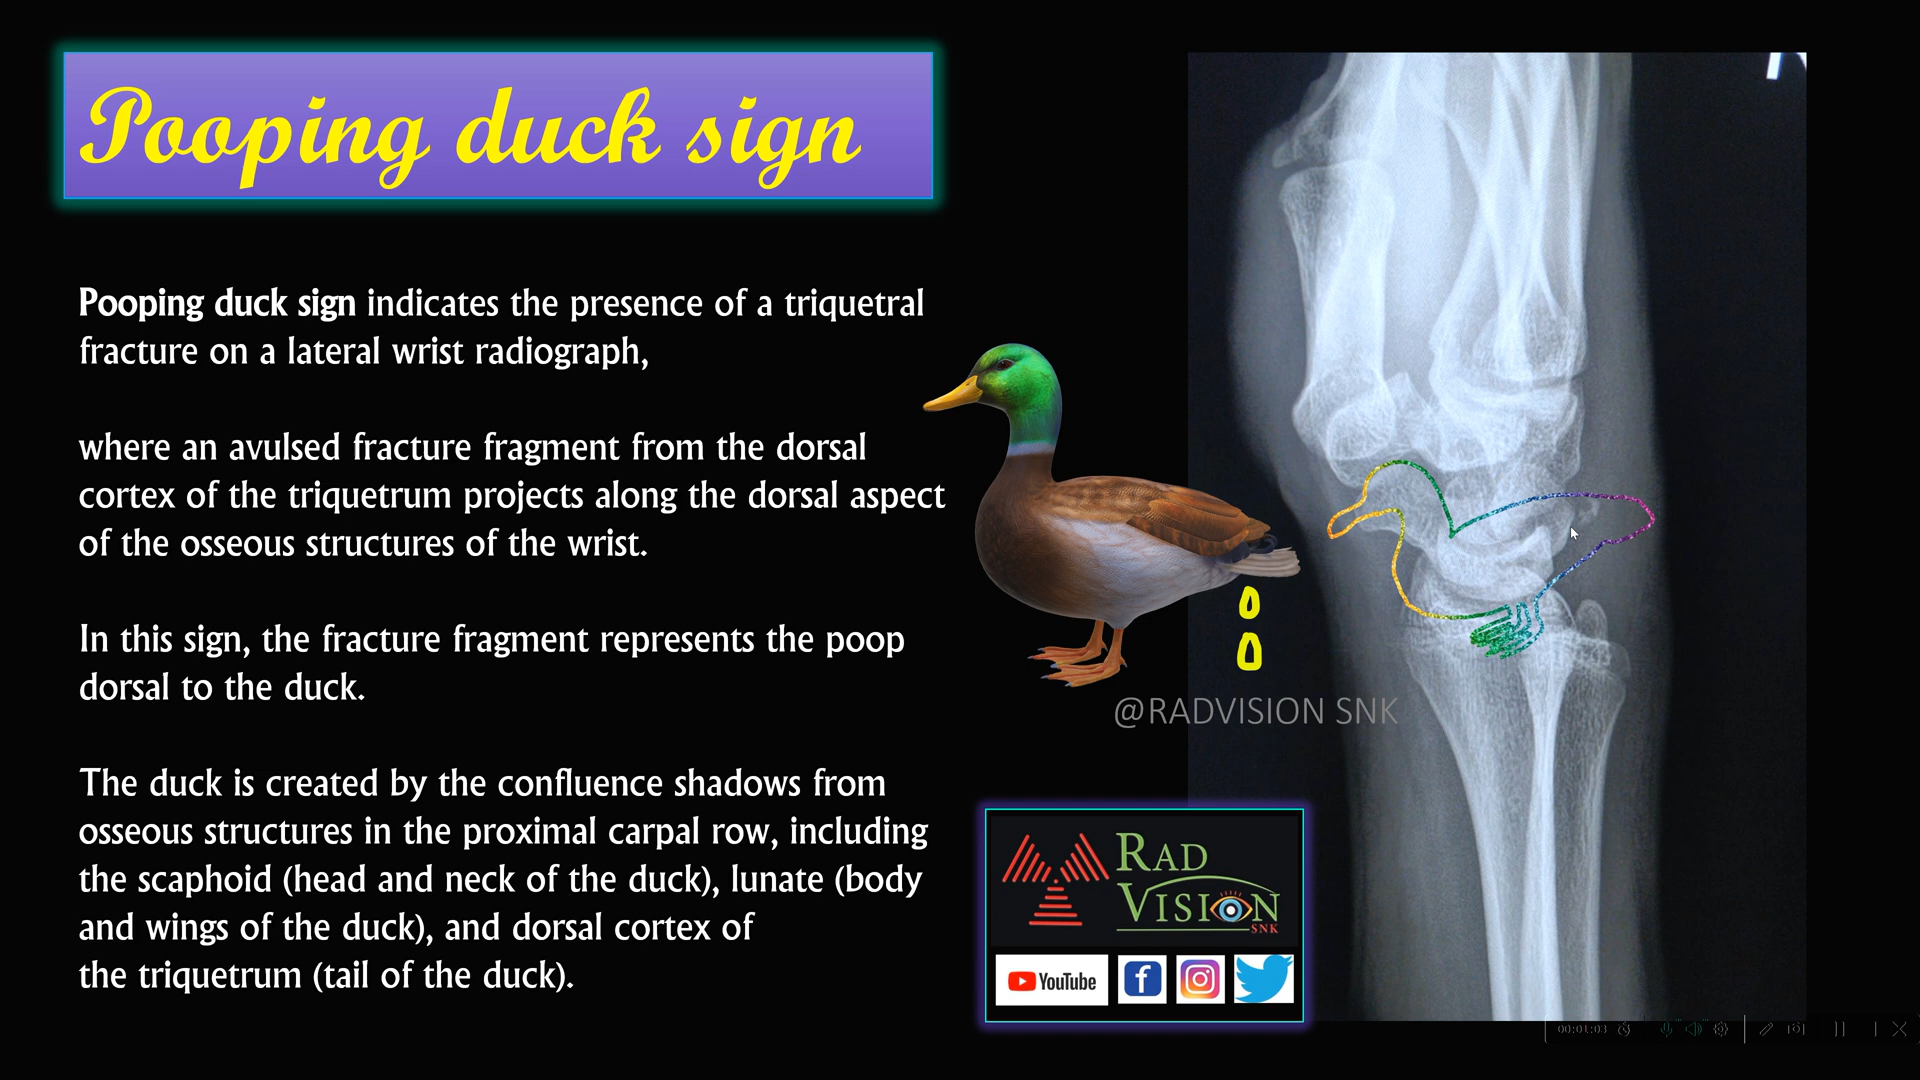 Pooping duck sign
Pooping duck sign indicates the presence of a triquetral
fracture on a lateral wrist radiograph,
where an avulsed fracture fragment from the dorsal
cortex of the triquetrum projects along the dorsal aspect
of the osseous structures of the wrist.
In this sign, the fracture fragment represents the poop
dorsal to the duck.
The duck is created by the confluence shadows from
osseous structures in the proximal carpal row, including
the scaphoid (head and neck of the duck), lunate (body
and wings of the duck), and dorsal cortex of
the triquetrum (tail of the duck).
@RADVISION SNK
RAD
VISION
SNK
YouTube
00:01:03